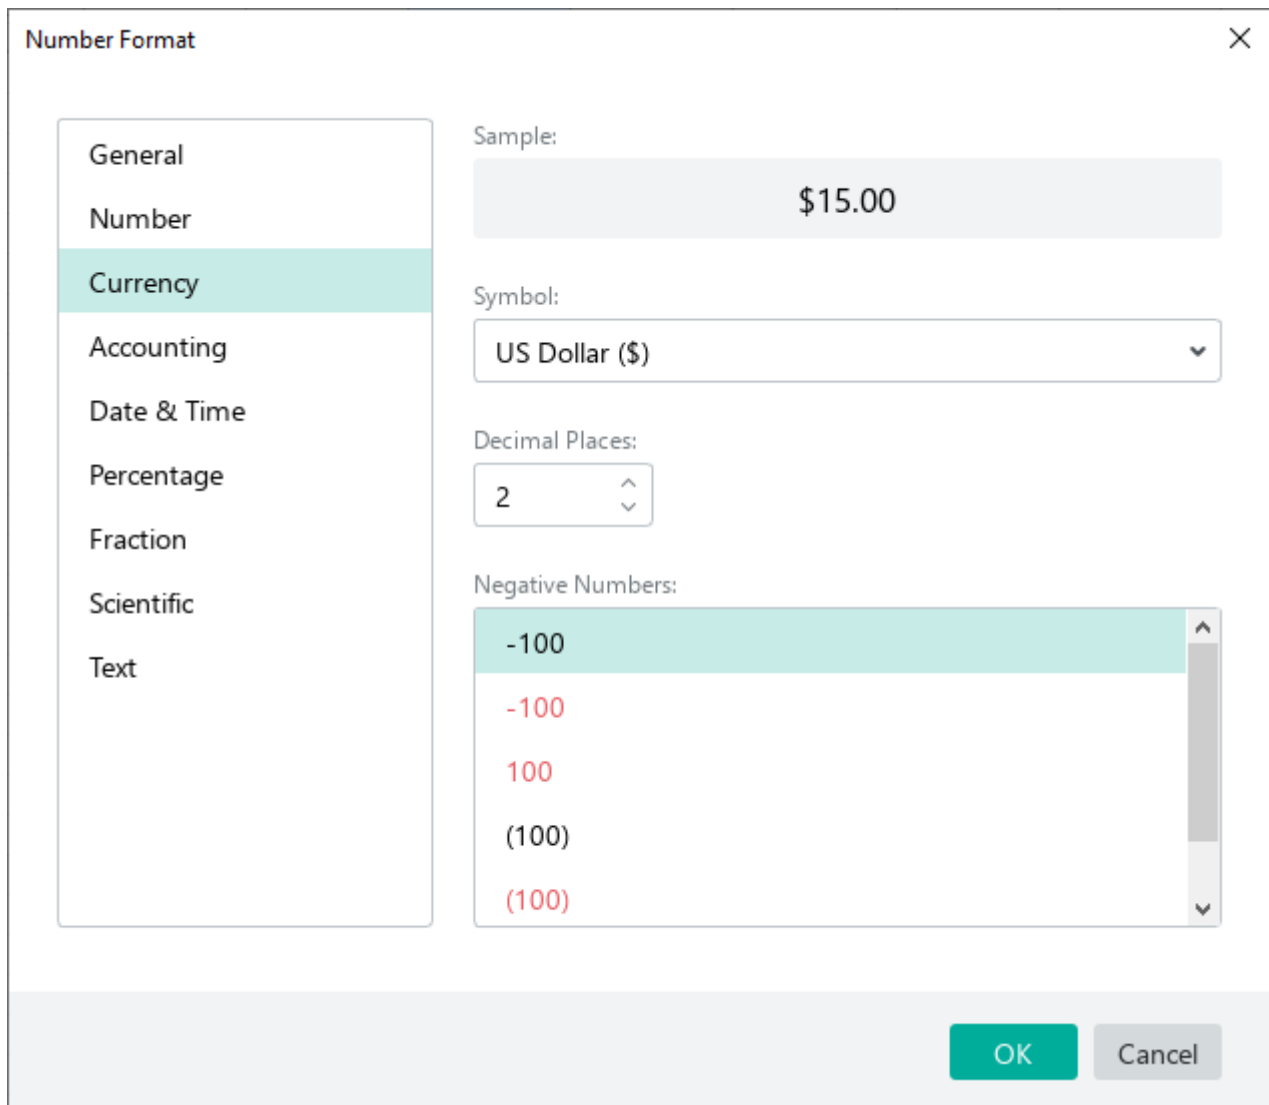 Number Format
General
Number
Currency
Accounting
Date & Time
Percentage
Fraction
Scientific
Text
Sample:
$15.00
Symbol:
US Dollar ($)
Decimal Places:
2
Negative Numbers:
-100
-100
100
(100)
(100)
OK
Cancel